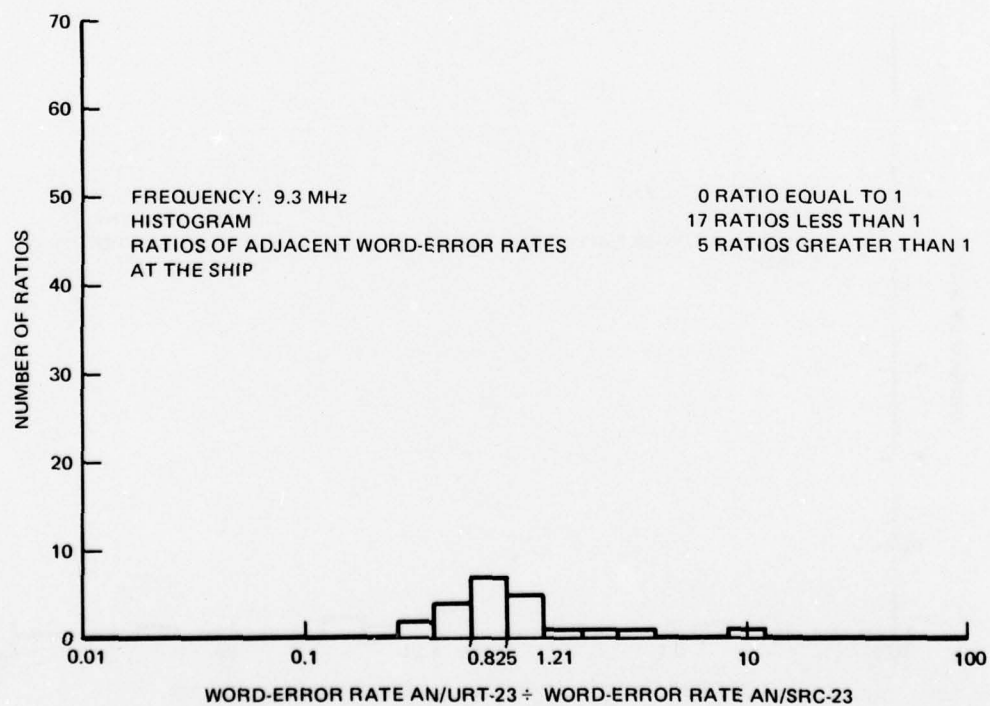 70
60
50
40
30
20
10
0
NUMBER OF RATIOS
FREQUENCY: 9.3 MHz
HISTOGRAM
RATIOS OF ADJACENT WORD-ERROR RATES
AT THE SHIP
0 RATIO EQUAL TO 1
17 RATIOS LESS THAN 1
5 RATIOS GREATER THAN 1
0.01 0.1 0.825 1.21 10 100
WORD-ERROR RATE AN/URT-23 ÷ WORD-ERROR RATE AN/SRC-23